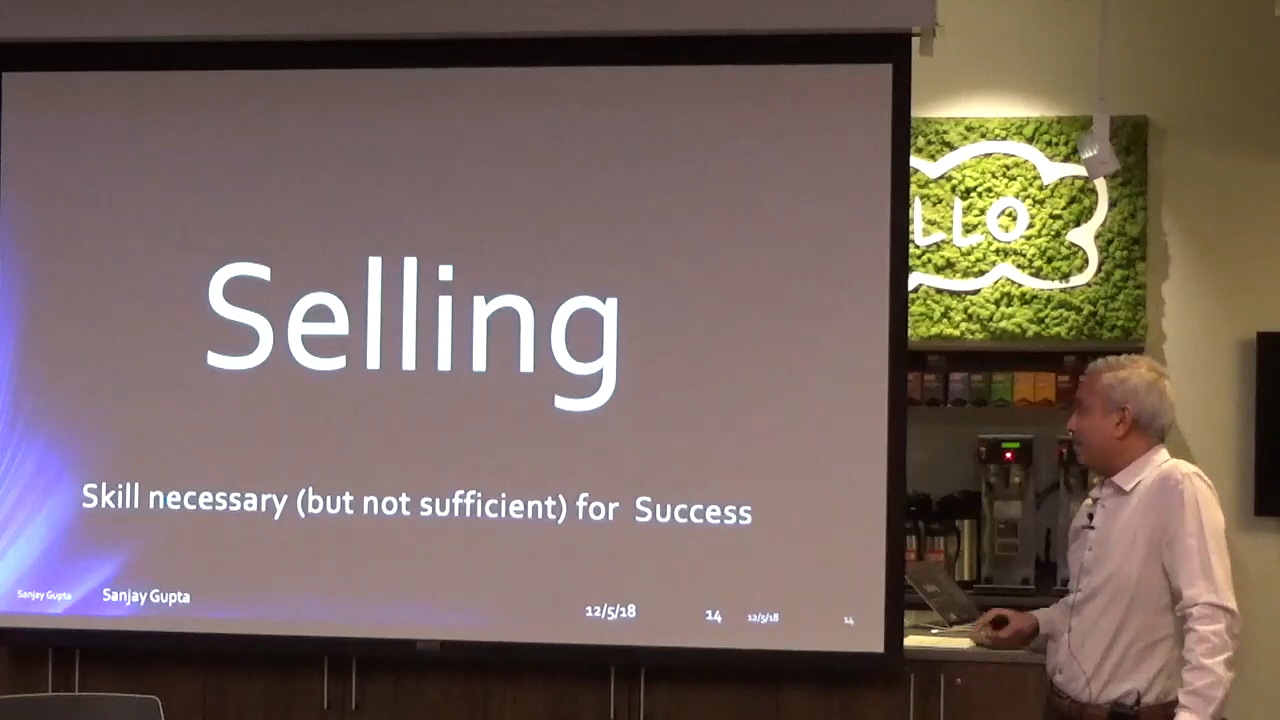 Selling
Skill necessary (but not sufficient) for Success
Sanjay Gupta Sanjay Gupta 12/5/18 14 12/5/18 14
LLO